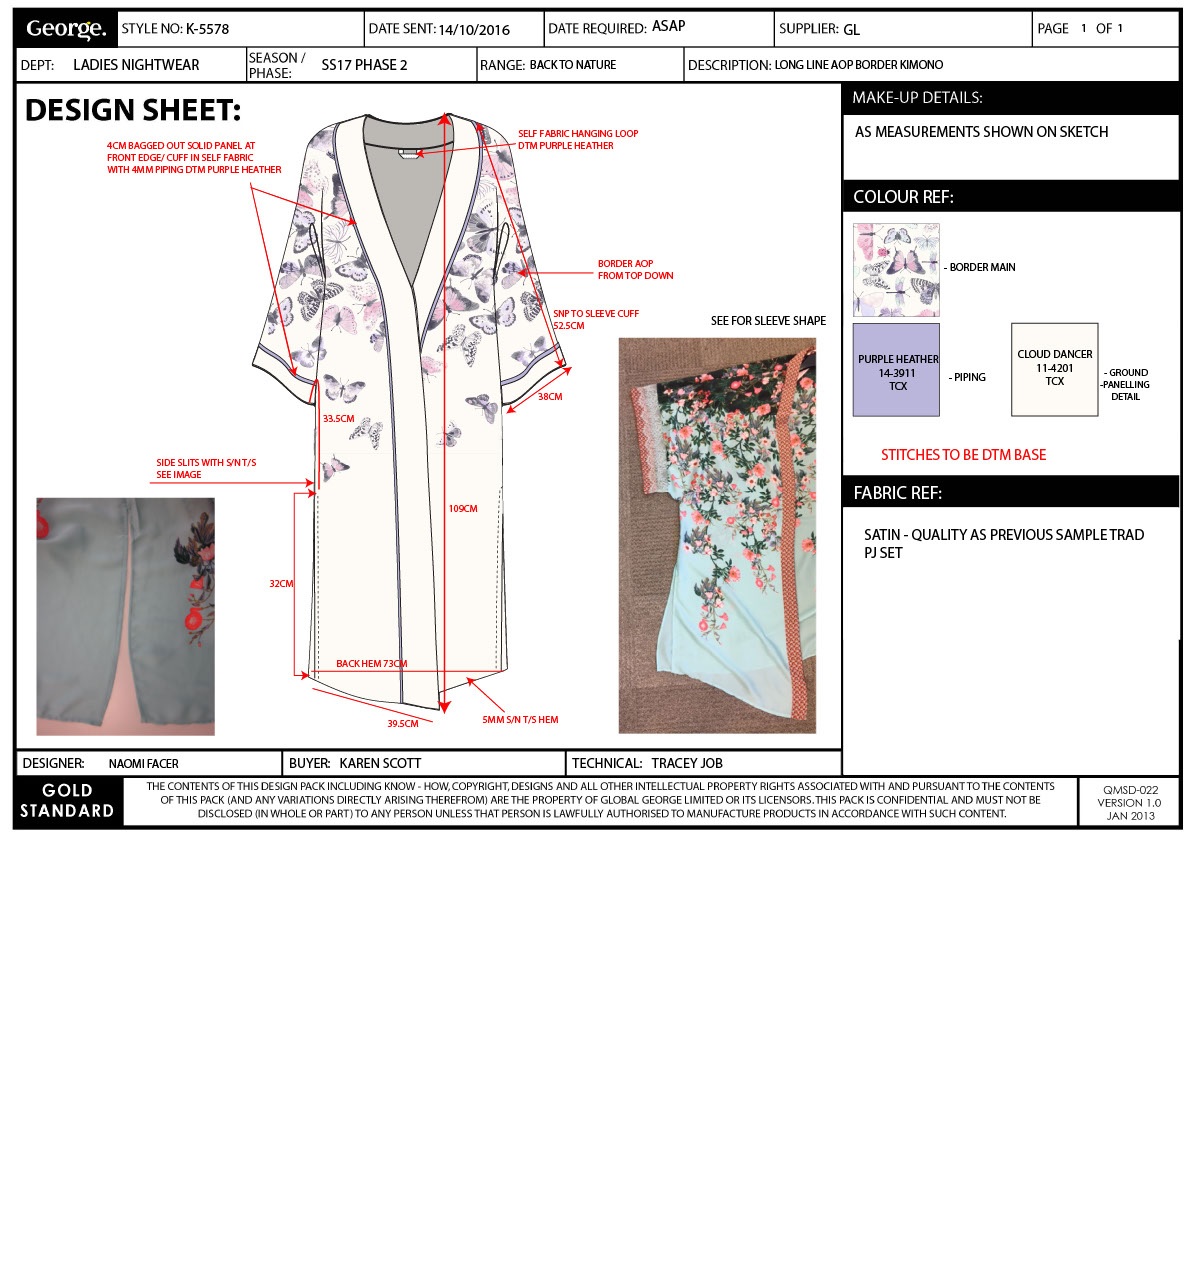 George.
STYLE NO: K-5578
DATE SENT: 14/10/2016
DATE REQUIRED: ASAP
SUPPLIER: GL
PAGE 1 OF 1
DEPT: LADIES NIGHTWEAR
SEASON / PHASE: SS17 PHASE 2
RANGE: BACK TO NATURE
DESCRIPTION: LONG LINE AOP BORDER KIMONO
DESIGN SHEET:
4CM BAGGED OUT SOLID PANEL AT
FRONT EDGE/ CUFF IN SELF FABRIC
WITH 4MM PIPING DTM PURPLE HEATHER
SELF FABRIC HANGING LOOP
DTM PURPLE HEATHER
BORDER AOP
FROM TOP DOWN
SNP TO SLEEVE CUFF
52.5CM
SEE FOR SLEEVE SHAPE
38CM
33.5CM
SIDE SLITS WITH S/N T/S
SEE IMAGE
109CM
32CM
BACK HEM 73CM
39.5CM
5MM S/N T/S HEM
MAKE-UP DETAILS:
AS MEASUREMENTS SHOWN ON SKETCH
COLOUR REF:
- BORDER MAIN
PURPLE HEATHER
14-3911
TCX
- PIPING
CLOUD DANCER
11-4201
TCX
- GROUND
-PANELLING
DETAIL
STITCHES TO BE DTM BASE
FABRIC REF:
SATIN - QUALITY AS PREVIOUS SAMPLE TRAD
PJ SET
DESIGNER: NAOMI FACER
BUYER: KAREN SCOTT
TECHNICAL: TRACEY JOB
GOLD
STANDARD
THE CONTENTS OF THIS DESIGN PACK INCLUDING KNOW - HOW, COPYRIGHT, DESIGNS AND ALL OTHER INTELLECTUAL PROPERTY RIGHTS ASSOCIATED WITH AND PURSUANT TO THE CONTENTS
OF THIS PACK (AND ANY VARIATIONS DIRECTLY ARISING THEREFROM) ARE THE PROPERTY OF GLOBAL GEORGE LIMITED OR ITS LICENSORS. THIS PACK IS CONFIDENTIAL AND MUST NOT BE
DISCLOSED (IN WHOLE OR PART) TO ANY PERSON UNLESS THAT PERSON IS LAWFULLY AUTHORISED TO MANUFACTURE PRODUCTS IN ACCORDANCE WITH SUCH CONTENT.
QMSD-022
VERSION 1.0
JAN 2013